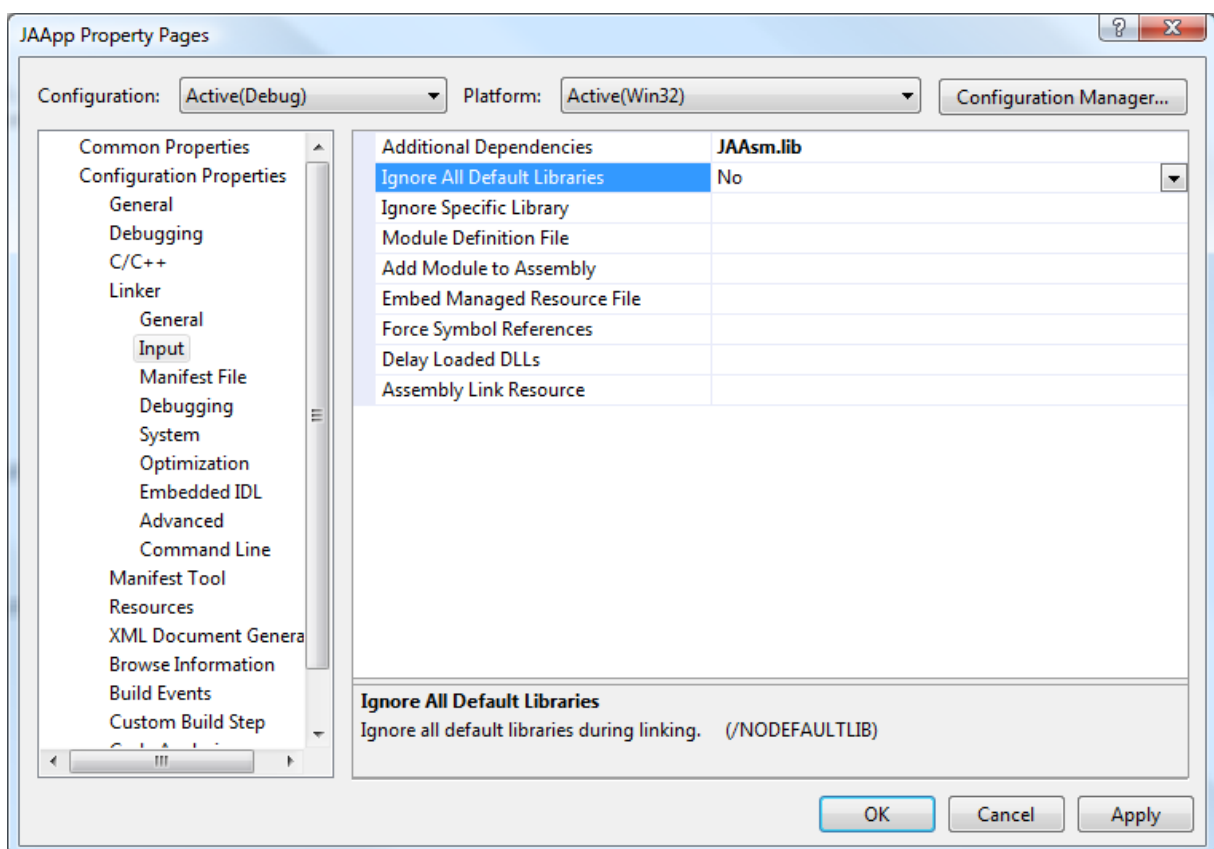 JAApp Property Pages
Configuration: Active(Debug) Platform: Active(Win32) Configuration Manager...
Common Properties
Configuration Properties
General
Debugging
C/C++
Linker
General
Input
Manifest File
Debugging
System
Optimization
Embedded IDL
Advanced
Command Line
Manifest Tool
Resources
XML Document Genera
Browse Information
Build Events
Custom Build Step
Additional Dependencies JAAsm.lib
Ignore All Default Libraries No
Ignore Specific Library
Module Definition File
Add Module to Assembly
Embed Managed Resource File
Force Symbol References
Delay Loaded DLLs
Assembly Link Resource
Ignore All Default Libraries
Ignore all default libraries during linking. (/NODEFAULTLIB)
OK Cancel Apply